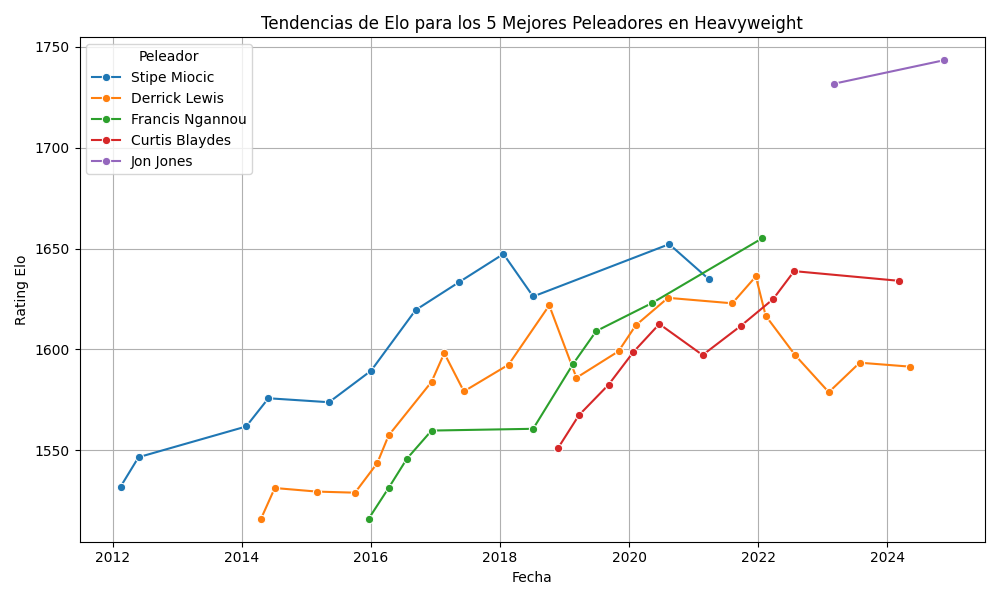 Tendencias de Elo para los 5 Mejores Peleadores en Heavyweight
Peleador
Stipe Miocic
Derrick Lewis
Francis Ngannou
Curtis Blaydes
Jon Jones
Rating Elo
1750
1700
1650
1600
1550
2012
2014
2016
2018
2020
2022
2024
Fecha